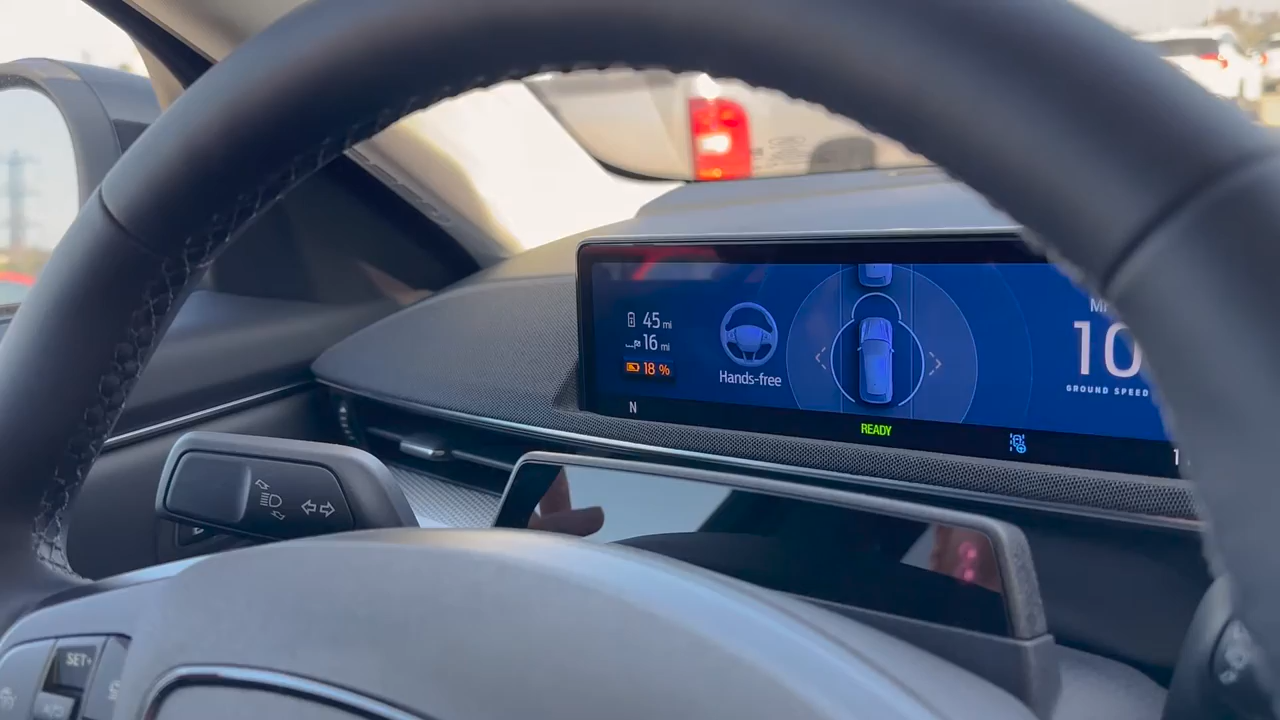 45 mi
16 mi
18 %
N
Hands-free
READY
10
GROUND SPEED
SET+